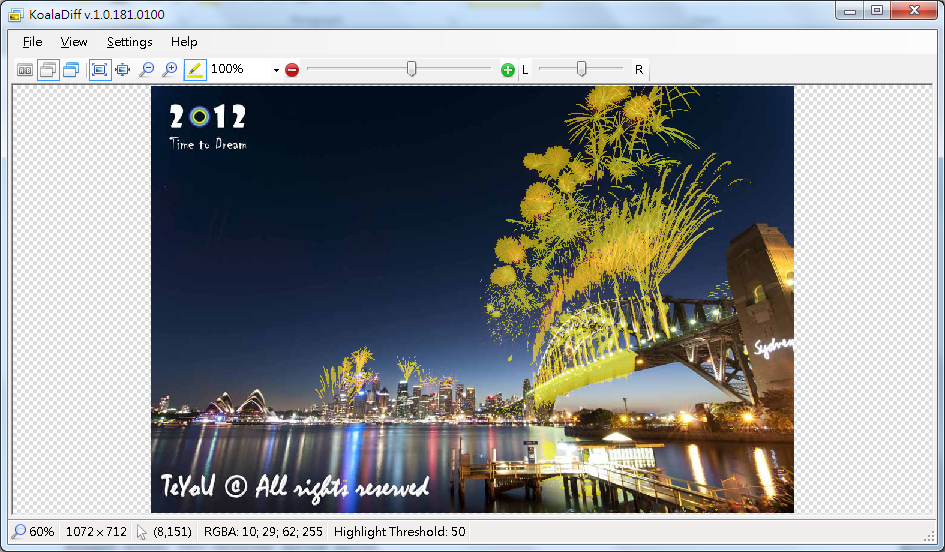 KoalaDiff v.1.0.181.0100
File View Settings Help
100% L R
2012
Time to Dream
Sydney
TeYoU @ All rights reserved
60% 1072 × 712 (8,151) RGBA: 10; 29; 62; 255 Highlight Threshold: 50